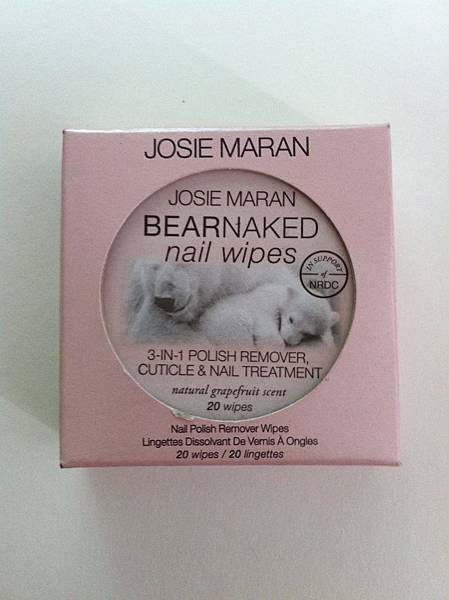 JOSIE MARAN
JOSIE MARAN
BEARNAKED
nail wipes
IN SUPPORT
of
NRDC
3-IN-1 POLISH REMOVER,
CUTICLE & NAIL TREATMENT
natural grapefruit scent
20 wipes
Nail Polish Remover Wipes
Lingettes Dissolvant De Vernis À Ongles
20 wipes / 20 lingettes